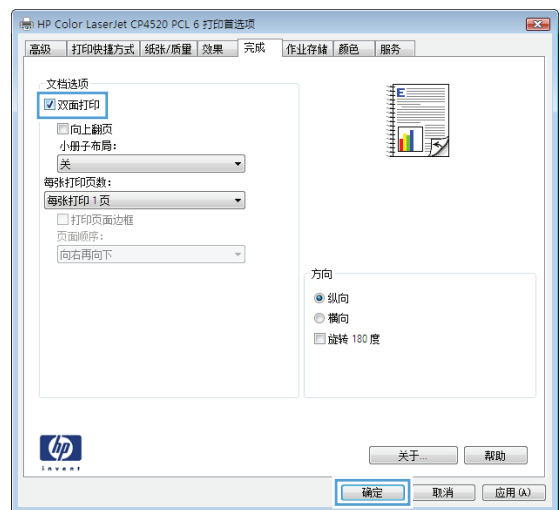 HP Color LaserJet CP4520 PCL 6 打印首选项
高级 打印快捷方式 纸张/质量 效果 完成 作业存储 颜色 服务
文档选项
双面打印
向上翻页
小册子布局:
关
每张打印页数:
每张打印 1 页
打印页面边框
页面顺序:
向右再向下
E
方向
纵向
横向
旋转 180 度
hp
invent
关于... 帮助
确定 取消 应用 (A)